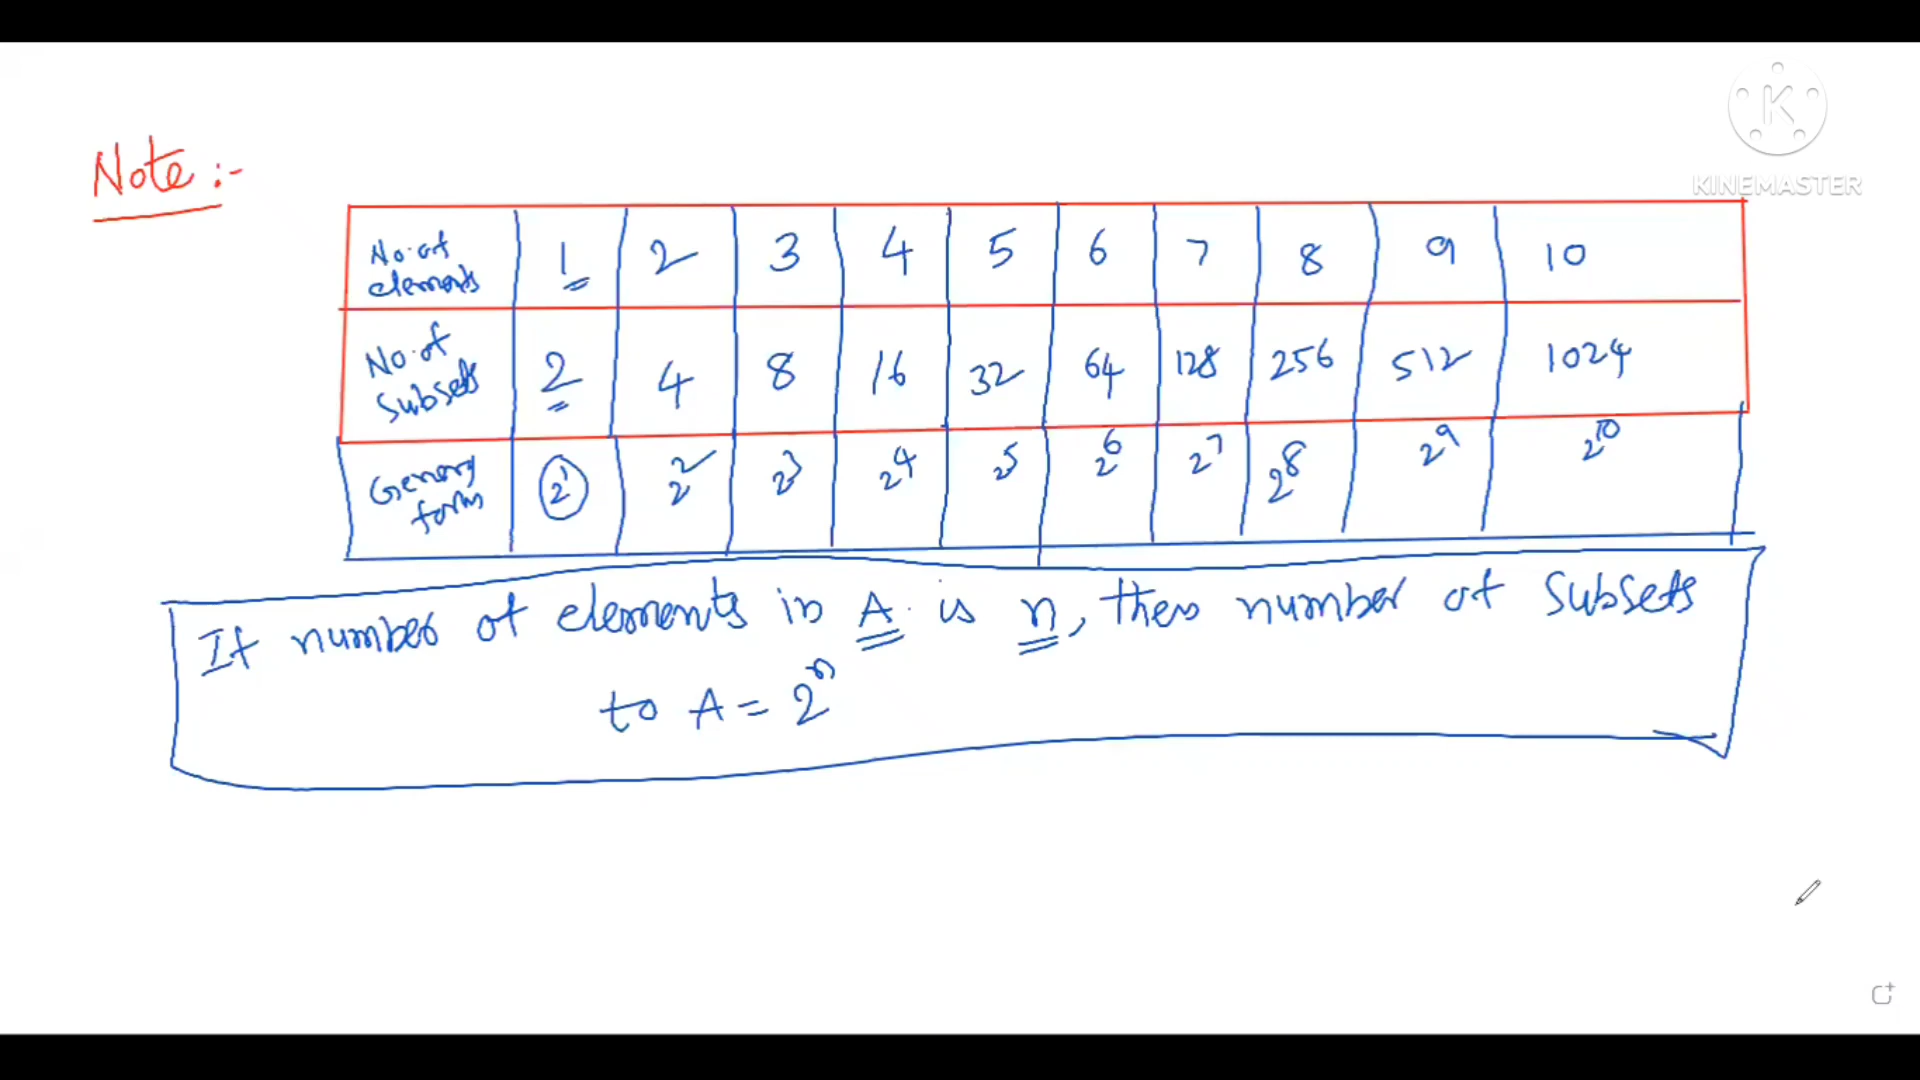 Note :-
KINEMASTER
No. of elements 1 2 3 4 5 6 7 8 9 10
No. of Subsets 2 4 8 16 32 64 128 256 512 1024
General form 2¹ 2² 2³ 2⁴ 2⁵ 2⁶ 2⁷ 2⁸ 2⁹ 2¹⁰
If number of elements in A is n, then number of Subsets
to A = 2ⁿ